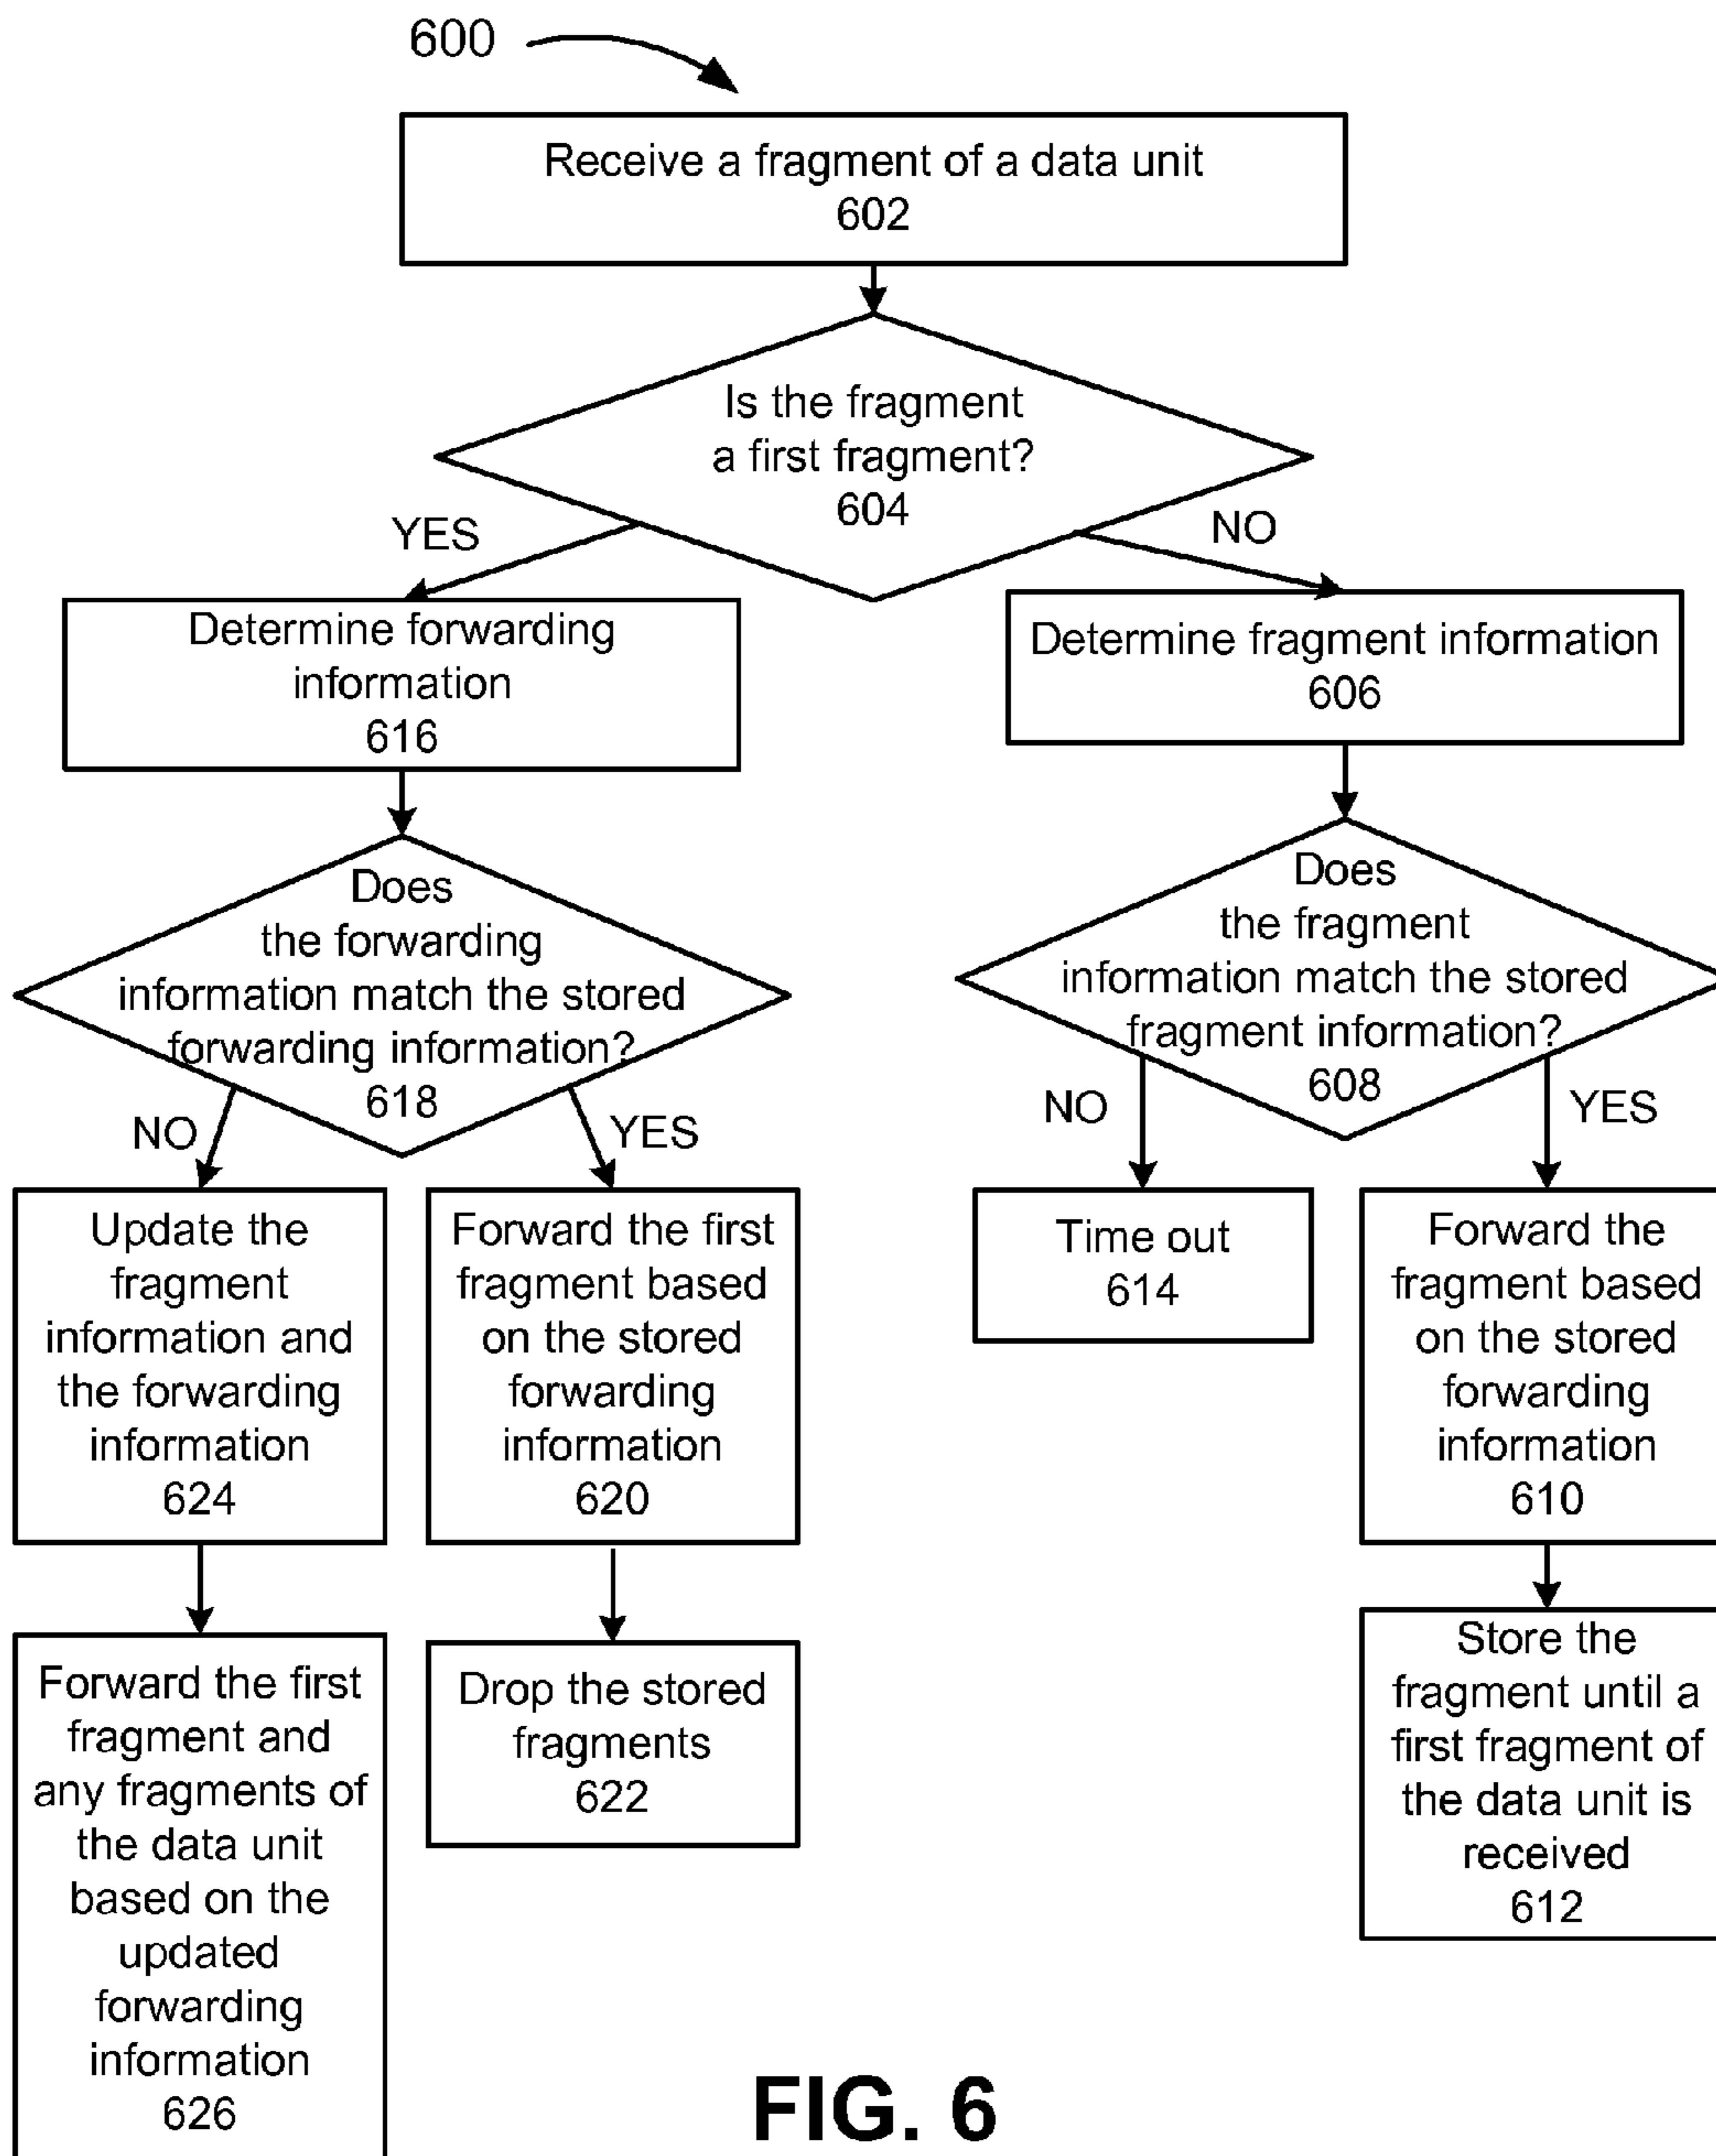 600
Receive a fragment of a data unit
602
Is the fragment
a first fragment?
604
YES
NO
Determine forwarding
information
616
Determine fragment information
606
Does
the forwarding
information match the stored
forwarding information?
618
Does
the fragment
information match the stored
fragment information?
608
NO
YES
NO
YES
Update the
fragment
information and
the forwarding
information
624
Forward the first
fragment based
on the stored
forwarding
information
620
Time out
614
Forward the
fragment based
on the stored
forwarding
information
610
Forward the first
fragment and
any fragments of
the data unit
based on the
updated
forwarding
information
626
Drop the stored
fragments
622
Store the
fragment until a
first fragment of
the data unit is
received
612
FIG. 6